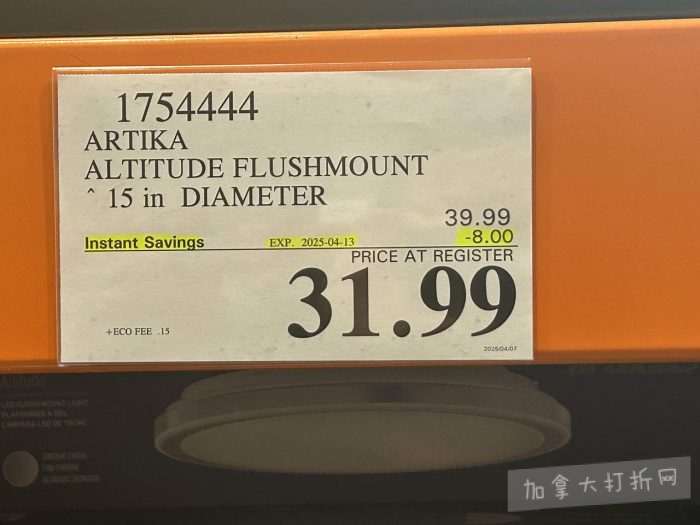 1754444
ARTIKA
ALTITUDE FLUSHMOUNT
^ 15 in DIAMETER
39.99
Instant Savings EXP. 2025-04-13 -8.00
PRICE AT REGISTER
31.99
+ECO FEE .15
2025/04/07
加拿大打折网